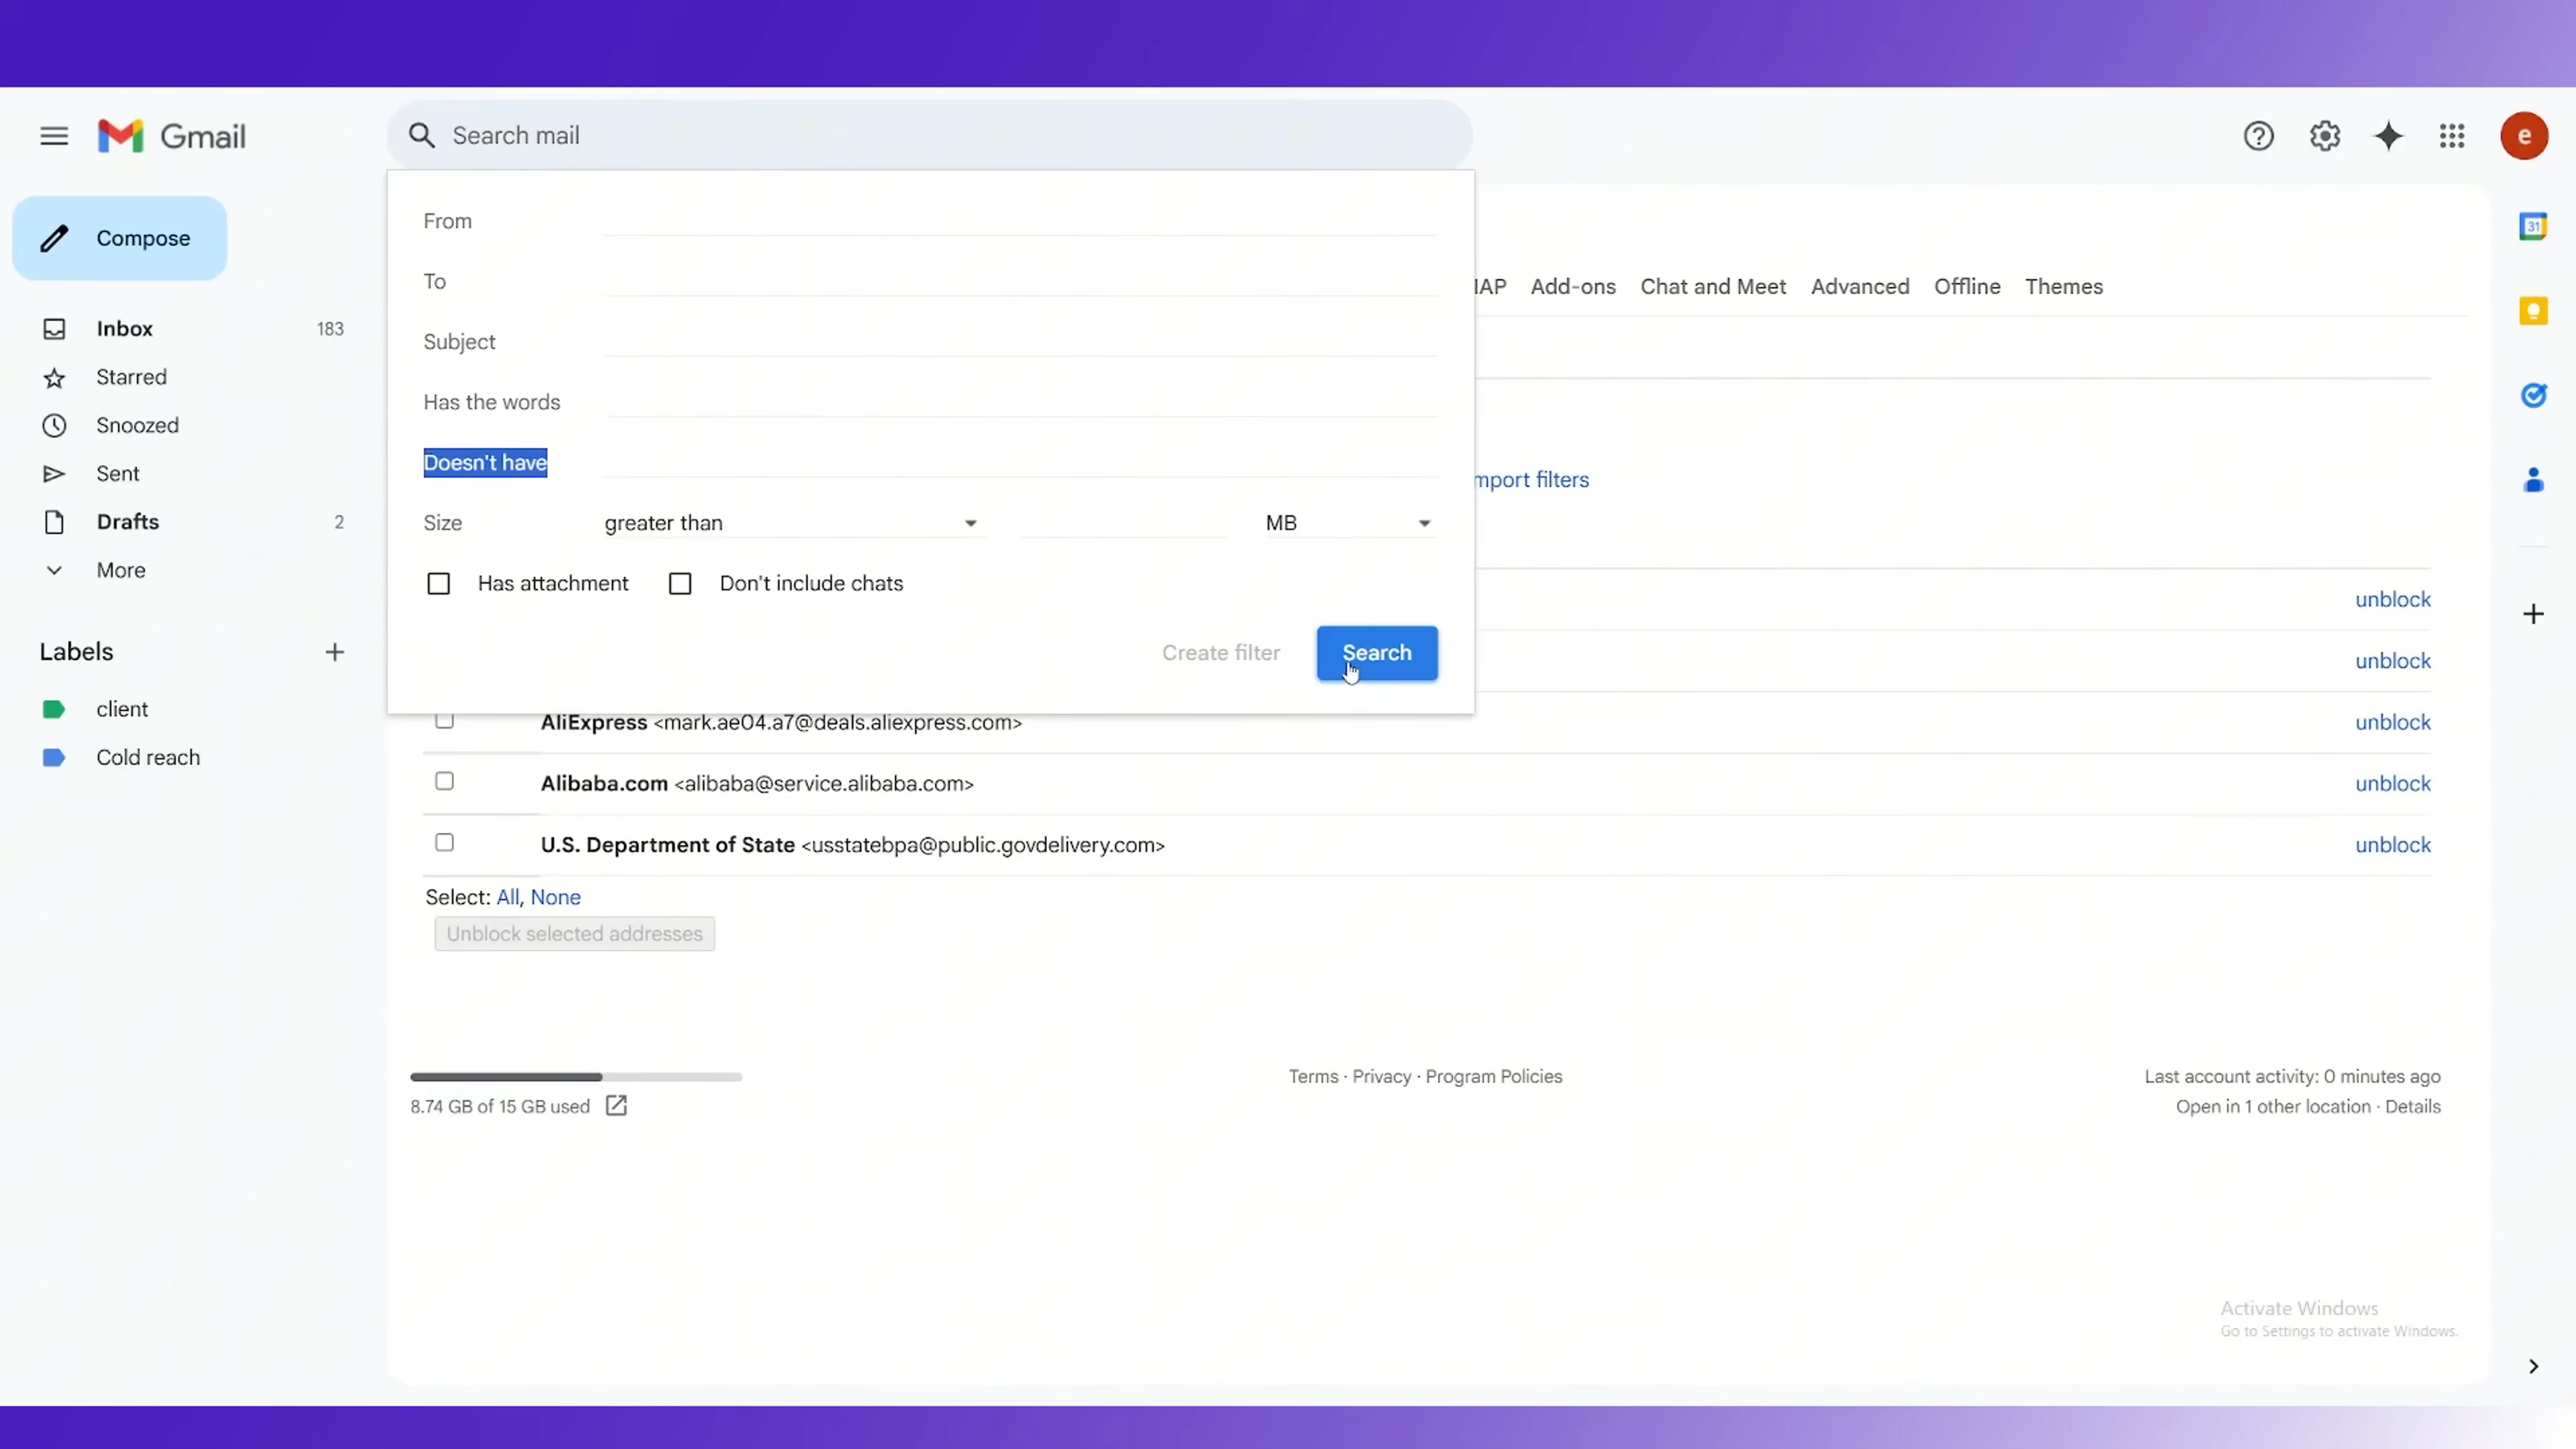 Gmail
Search mail
e
Compose
Inbox 183
Starred
Snoozed
Sent
Drafts 2
More
Labels
client
Cold reach
From
To
Subject
Has the words
Doesn't have
Size greater than MB
Has attachment Don't include chats
Create filter Search
IAP Add-ons Chat and Meet Advanced Offline Themes
mport filters
unblock
unblock
AliExpress <mark.ae04.a7@deals.aliexpress.com> unblock
Alibaba.com <alibaba@service.alibaba.com> unblock
U.S. Department of State <usstatebpa@public.govdelivery.com> unblock
Select: All, None
Unblock selected addresses
8.74 GB of 15 GB used
Terms · Privacy · Program Policies
Last account activity: 0 minutes ago
Open in 1 other location · Details
31
Activate Windows
Go to Settings to activate Windows.